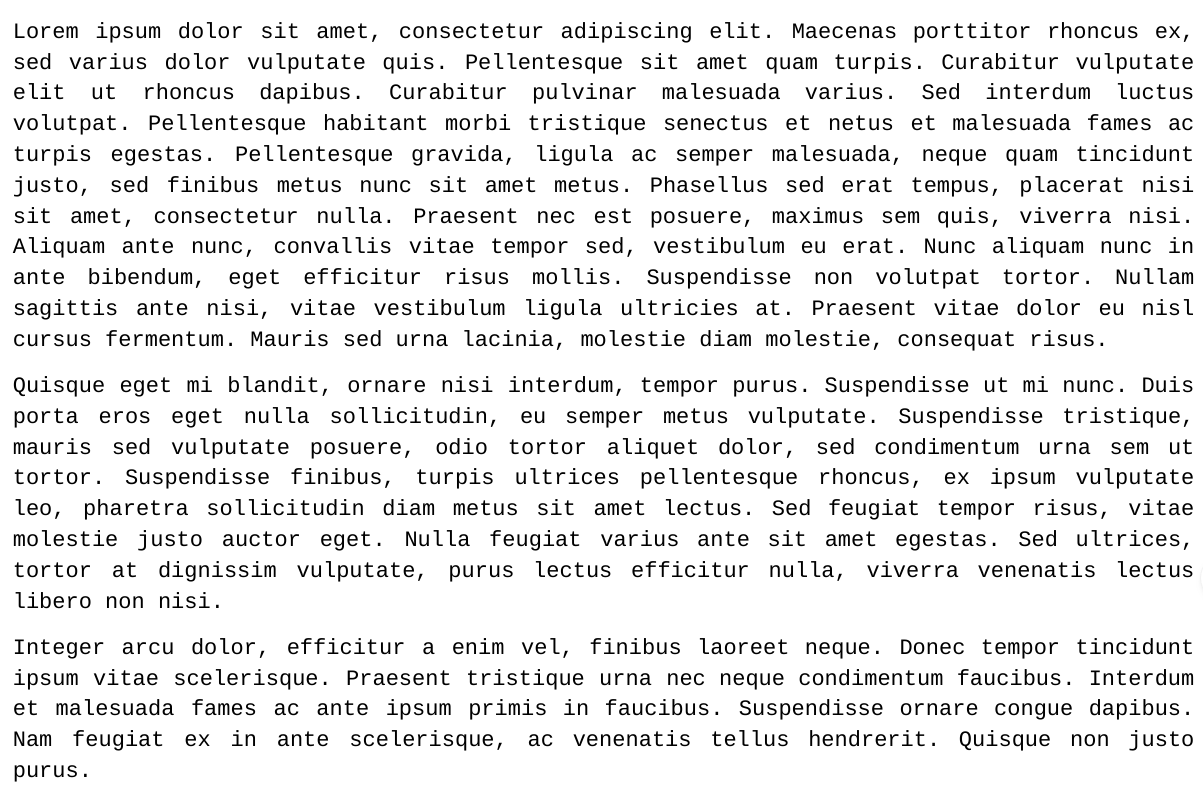 Lorem ipsum dolor sit amet, consectetur adipiscing elit. Maecenas porttitor rhoncus ex,
sed varius dolor vulputate quis. Pellentesque sit amet quam turpis. Curabitur vulputate
elit ut rhoncus dapibus. Curabitur pulvinar malesuada varius. Sed interdum luctus
volutpat. Pellentesque habitant morbi tristique senectus et netus et malesuada fames ac
turpis egestas. Pellentesque gravida, ligula ac semper malesuada, neque quam tincidunt
justo, sed finibus metus nunc sit amet metus. Phasellus sed erat tempus, placerat nisi
sit amet, consectetur nulla. Praesent nec est posuere, maximus sem quis, viverra nisi.
Aliquam ante nunc, convallis vitae tempor sed, vestibulum eu erat. Nunc aliquam nunc in
ante bibendum, eget efficitur risus mollis. Suspendisse non volutpat tortor. Nullam
sagittis ante nisi, vitae vestibulum ligula ultricies at. Praesent vitae dolor eu nisl
cursus fermentum. Mauris sed urna lacinia, molestie diam molestie, consequat risus.
Quisque eget mi blandit, ornare nisi interdum, tempor purus. Suspendisse ut mi nunc. Duis
porta eros eget nulla sollicitudin, eu semper metus vulputate. Suspendisse tristique,
mauris sed vulputate posuere, odio tortor aliquet dolor, sed condimentum urna sem ut
tortor. Suspendisse finibus, turpis ultrices pellentesque rhoncus, ex ipsum vulputate
leo, pharetra sollicitudin diam metus sit amet lectus. Sed feugiat tempor risus, vitae
molestie justo auctor eget. Nulla feugiat varius ante sit amet egestas. Sed ultrices,
tortor at dignissim vulputate, purus lectus efficitur nulla, viverra venenatis lectus
libero non nisi.
Integer arcu dolor, efficitur a enim vel, finibus laoreet neque. Donec tempor tincidunt
ipsum vitae scelerisque. Praesent tristique urna nec neque condimentum faucibus. Interdum
et malesuada fames ac ante ipsum primis in faucibus. Suspendisse ornare congue dapibus.
Nam feugiat ex in ante scelerisque, ac venenatis tellus hendrerit. Quisque non justo
purus.